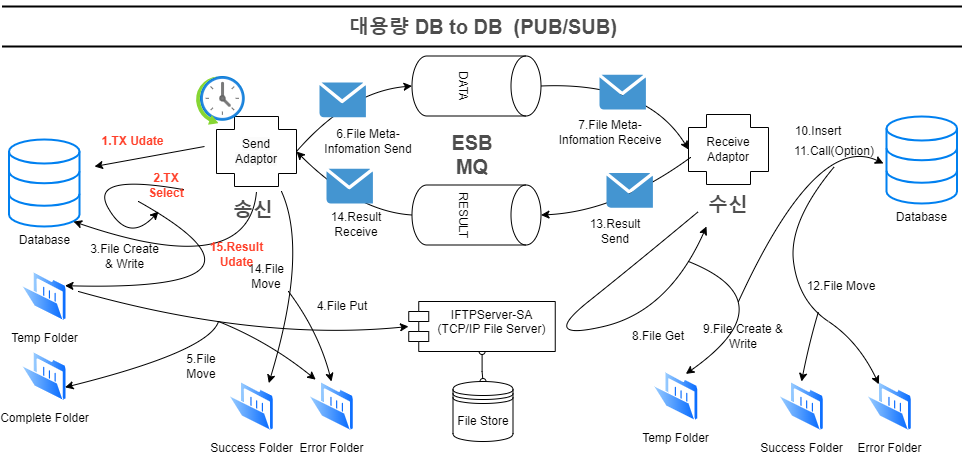 대용량 DB to DB (PUB/SUB)
DATA
1.TX Udate
Send
Adaptor
6.File Meta-
Infomation Send
ESB
MQ
7.File Meta-
Infomation Receive
Receive
Adaptor
10.Insert
11.Call(Option)
2.TX
Select
송신
14.Result
Receive
RESULT
13.Result
Send
수신
Database
Database
3.File Create
& Write
15.Result
Udate
14.File
Move
4.File Put
IFTPServer-SA
(TCP/IP File Server)
8.File Get
9.File Create &
Write
12.File Move
Temp Folder
5.File
Move
Complete Folder
Success Folder
Error Folder
File Store
Temp Folder
Success Folder
Error Folder